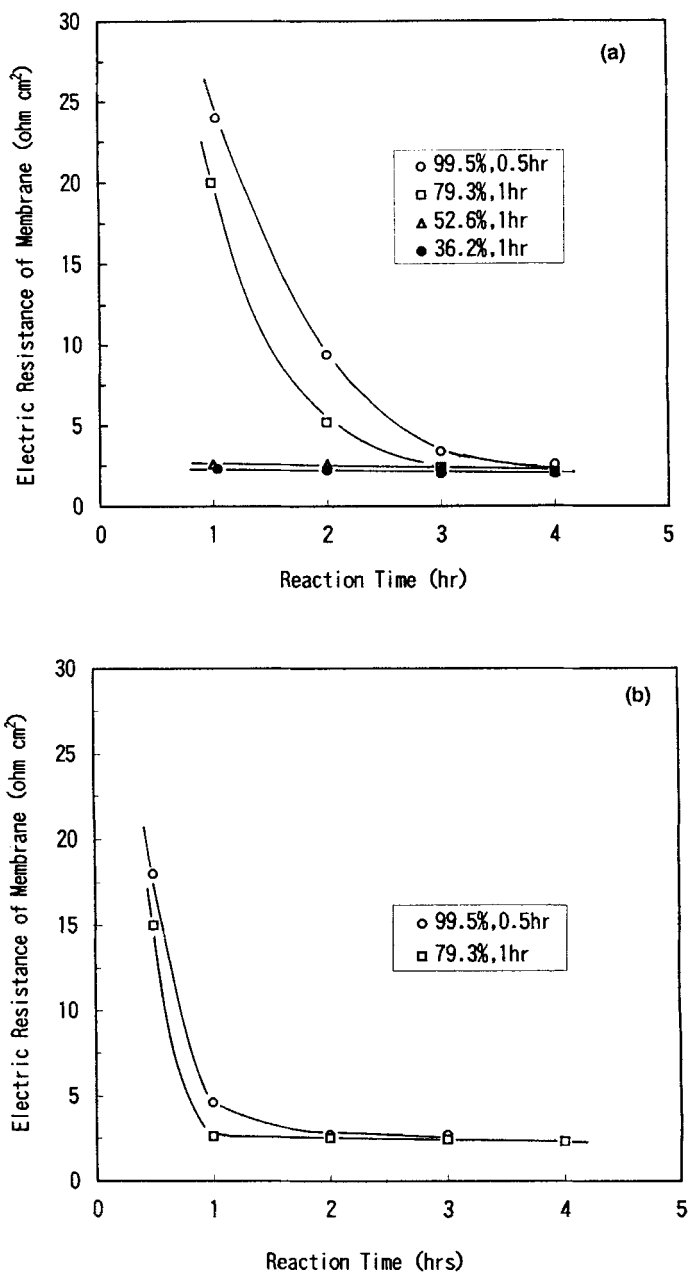 (a)
Electric Resistance of Membrane (ohm cm²)
30
25
20
15
10
5
0
99.5%,0.5hr
79.3%,1hr
52.6%,1hr
36.2%,1hr
0 1 2 3 4 5
Reaction Time (hr)
(b)
Electric Resistance of Membrane (ohm cm²)
30
25
20
15
10
5
0
99.5%,0.5hr
79.3%,1hr
0 1 2 3 4 5
Reaction Time (hrs)